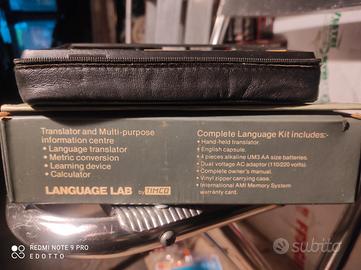 Translator and Multi-purpose
information centre
• Language translator
• Metric conversion
• Learning device
• Calculator
LANGUAGE LAB by TIMCO
Complete Language Kit includes:-
• Hand-held translator.
• English capsule.
• 4 pieces alkaline UM3 AA size batteries.
• Dual voltage AC adaptor (110/220 volts).
• Complete owner's manual.
• Vinyl zipper carrying case.
• International AMI Memory System
warranty card.
REDMI NOTE 9 PRO
EDOTTO
subito